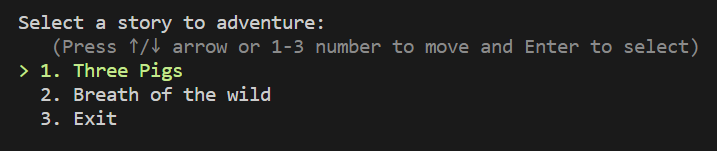 Select a story to adventure:
(Press ↑/↓ arrow or 1-3 number to move and Enter to select)
> 1. Three Pigs
2. Breath of the wild
3. Exit